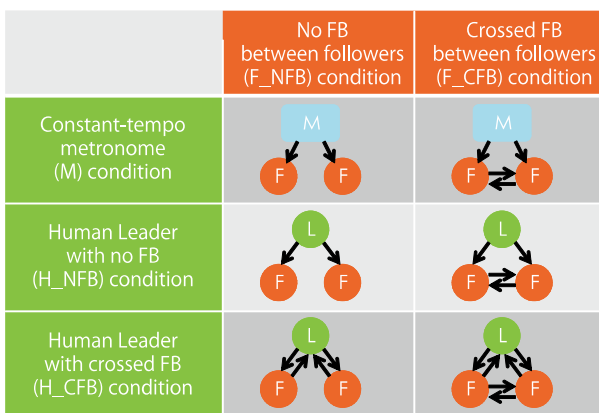 No FB
between followers
(F_NFB) condition
Crossed FB
between followers
(F_CFB) condition
Constant-tempo
metronome
(M) condition
M
F F
M
F F
Human Leader
with no FB
(H_NFB) condition
L
F F
L
F F
Human Leader
with crossed FB
(H_CFB) condition
L
F F
L
F F